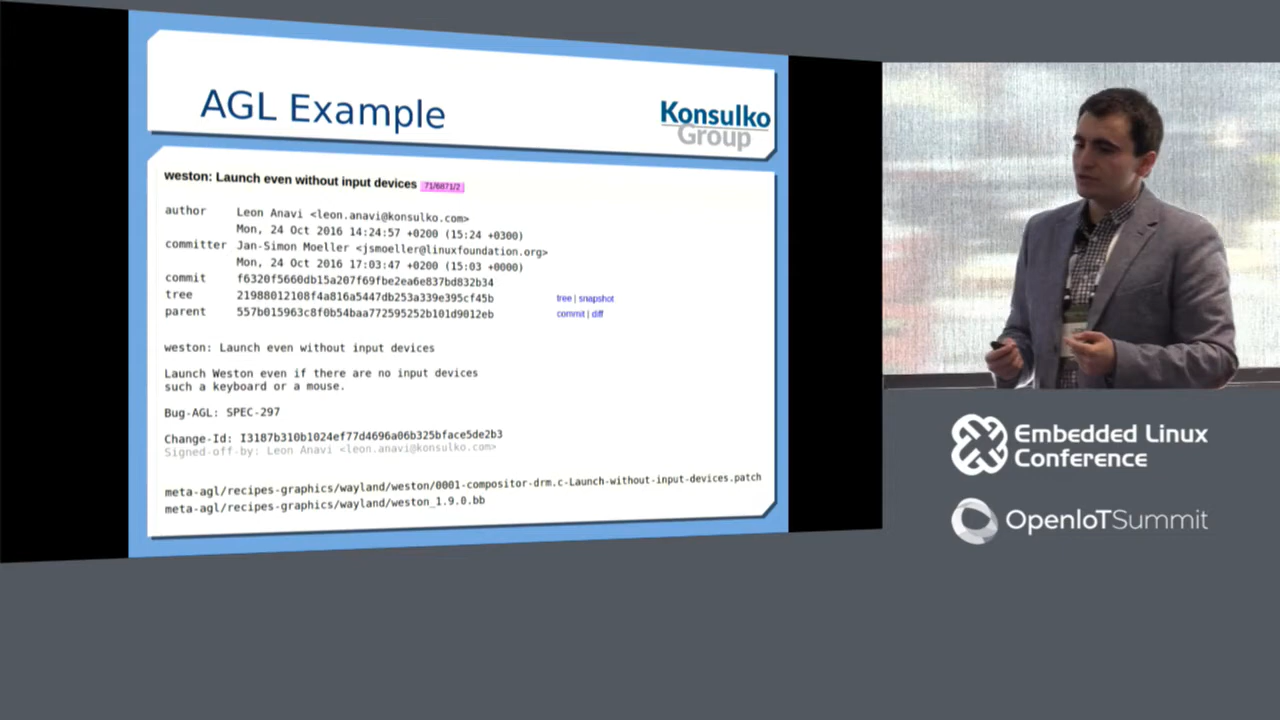 AGL Example
Konsulko
Group
weston: Launch even without input devices 71/6871/2
author Leon Anavi <leon.anavi@konsulko.com>
Mon, 24 Oct 2016 14:24:57 +0200 (15:24 +0300)
committer Jan-Simon Moeller <jsmoeller@linuxfoundation.org>
Mon, 24 Oct 2016 17:03:47 +0200 (15:03 +0000)
commit f6320f5660db15a207f69fbe2ea6e837bd832b34
tree 21988012108f4a816a5447db253a339e395cf45b tree | snapshot
parent 557b015963c8f0b54baa772595252b101d9012eb commit | diff
weston: Launch even without input devices
Launch Weston even if there are no input devices
such a keyboard or a mouse.
Bug-AGL: SPEC-297
Change-Id: I3187b310b1024ef77d4696a06b325bface5de2b3
Signed-off-by: Leon Anavi <leon.anavi@konsulko.com>
meta-agl/recipes-graphics/wayland/weston/0001-compositor-drm.c-Launch-without-input-devices.patch
meta-agl/recipes-graphics/wayland/weston_1.9.0.bb
Embedded Linux
Conference
OpenIoTSummit